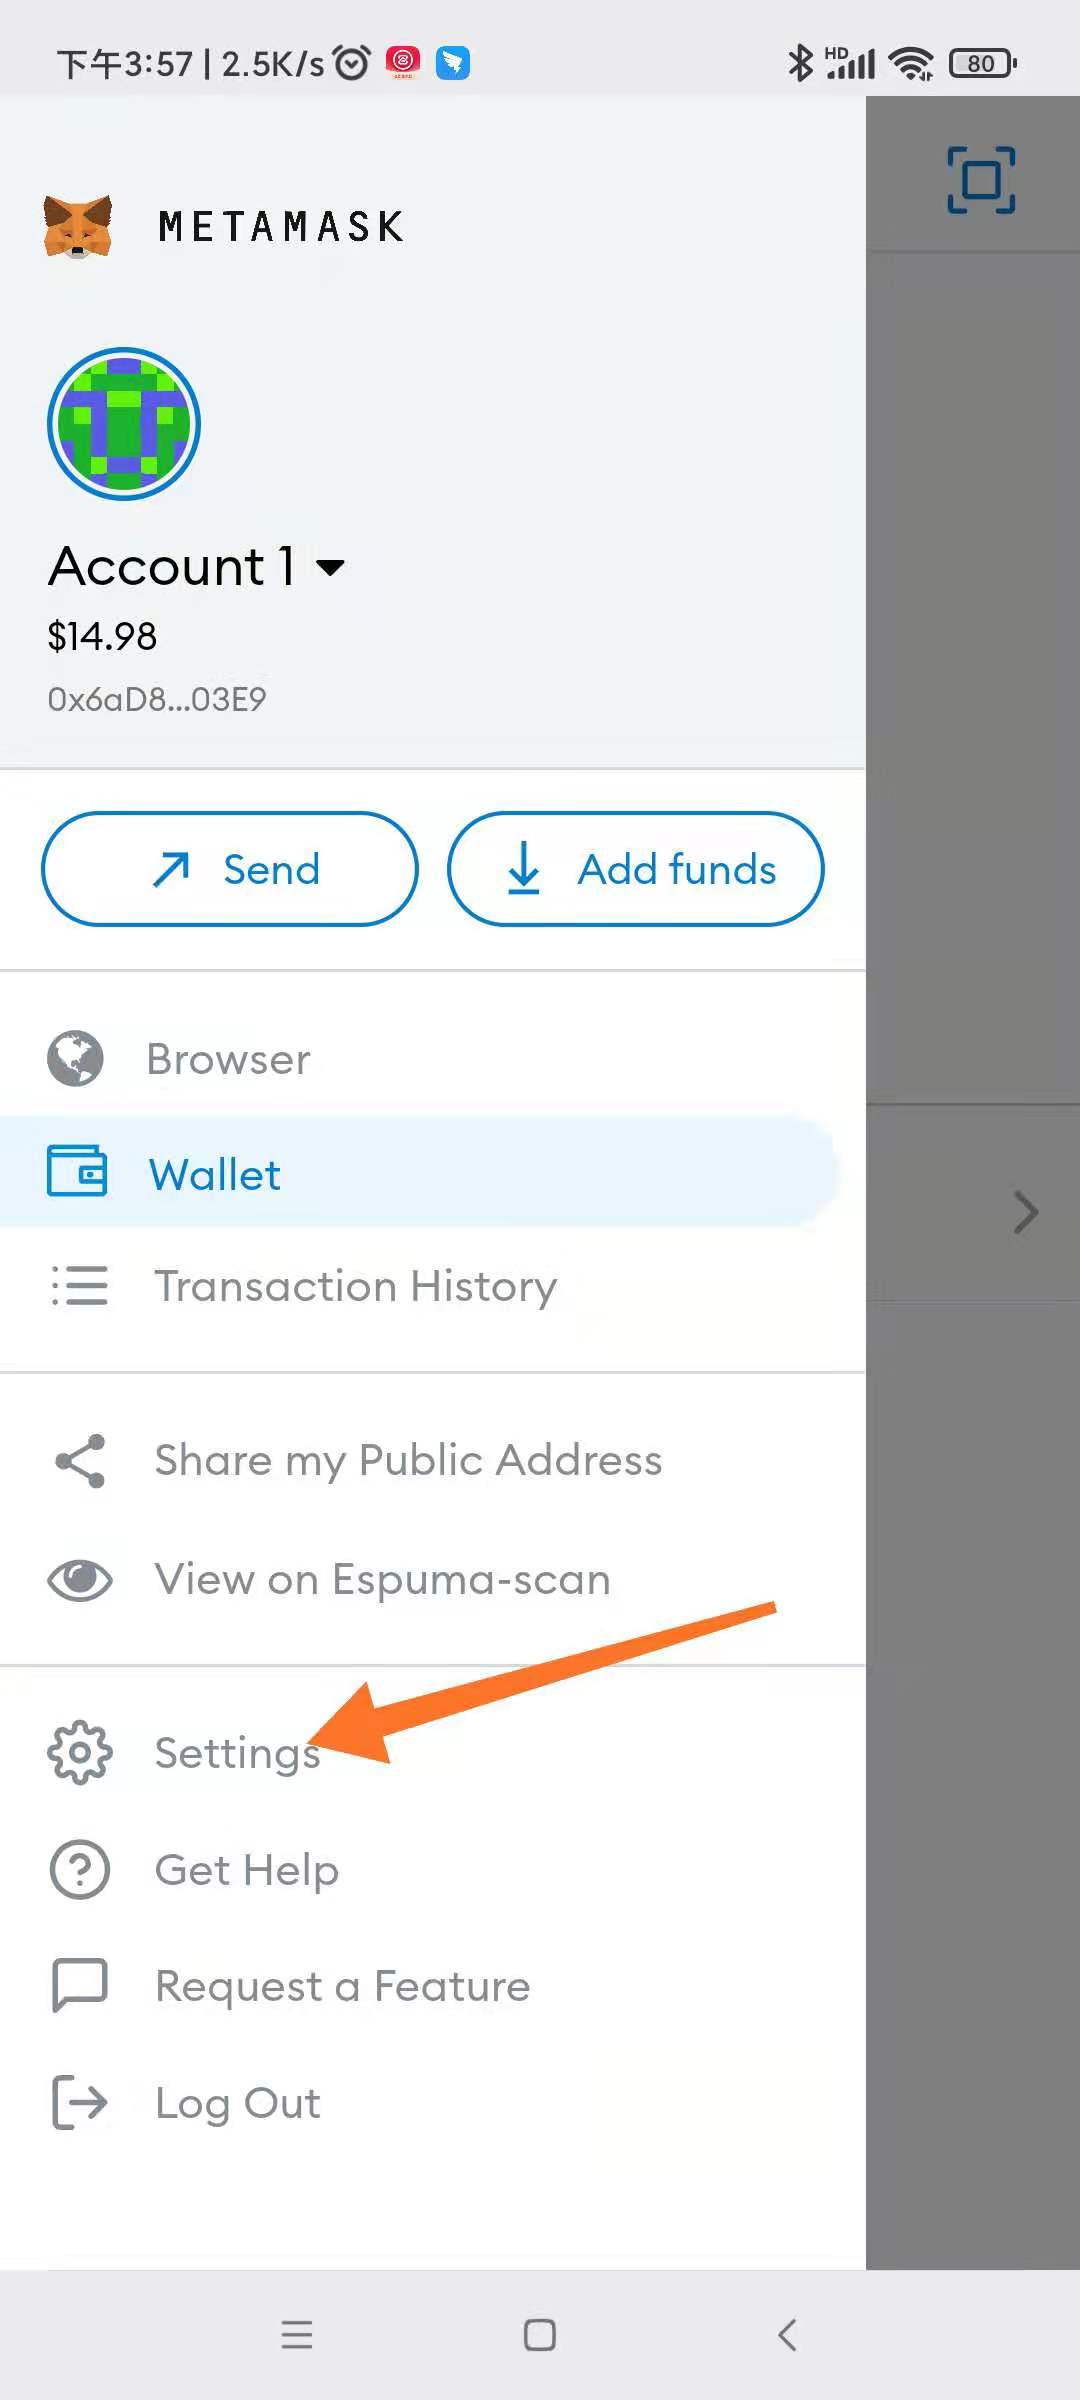 下午3:57 | 2.5K/s
HD
80
METAMASK
Account 1
$14.98
0x6aD8...03E9
Send
Add funds
Browser
Wallet
Transaction History
Share my Public Address
View on Espuma-scan
Settings
Get Help
Request a Feature
Log Out